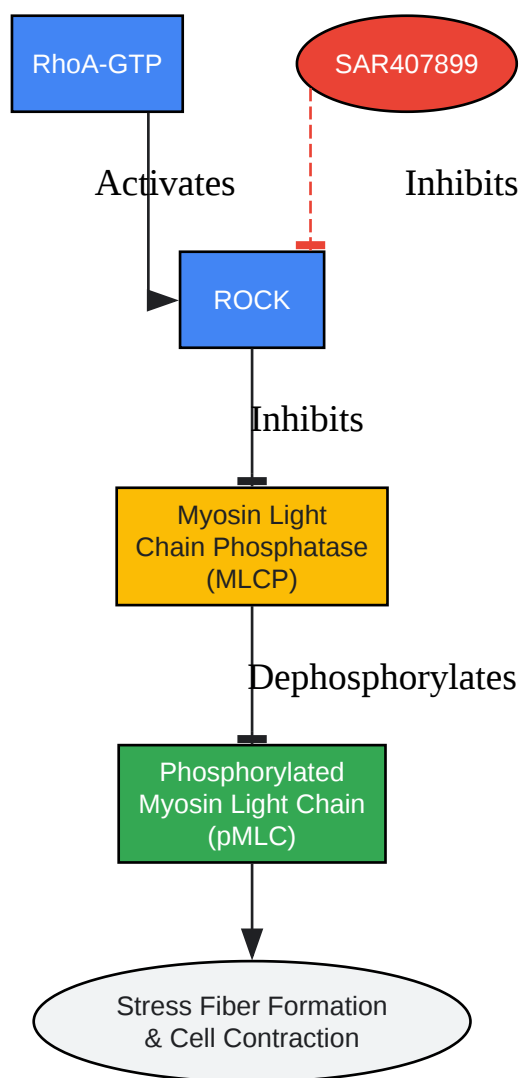 RhoA-GTP
SAR407899
Activates
Inhibits
ROCK
Inhibits
Myosin Light
Chain Phosphatase
(MLCP)
Dephosphorylates
Phosphorylated
Myosin Light Chain
(pMLC)
Stress Fiber Formation
& Cell Contraction